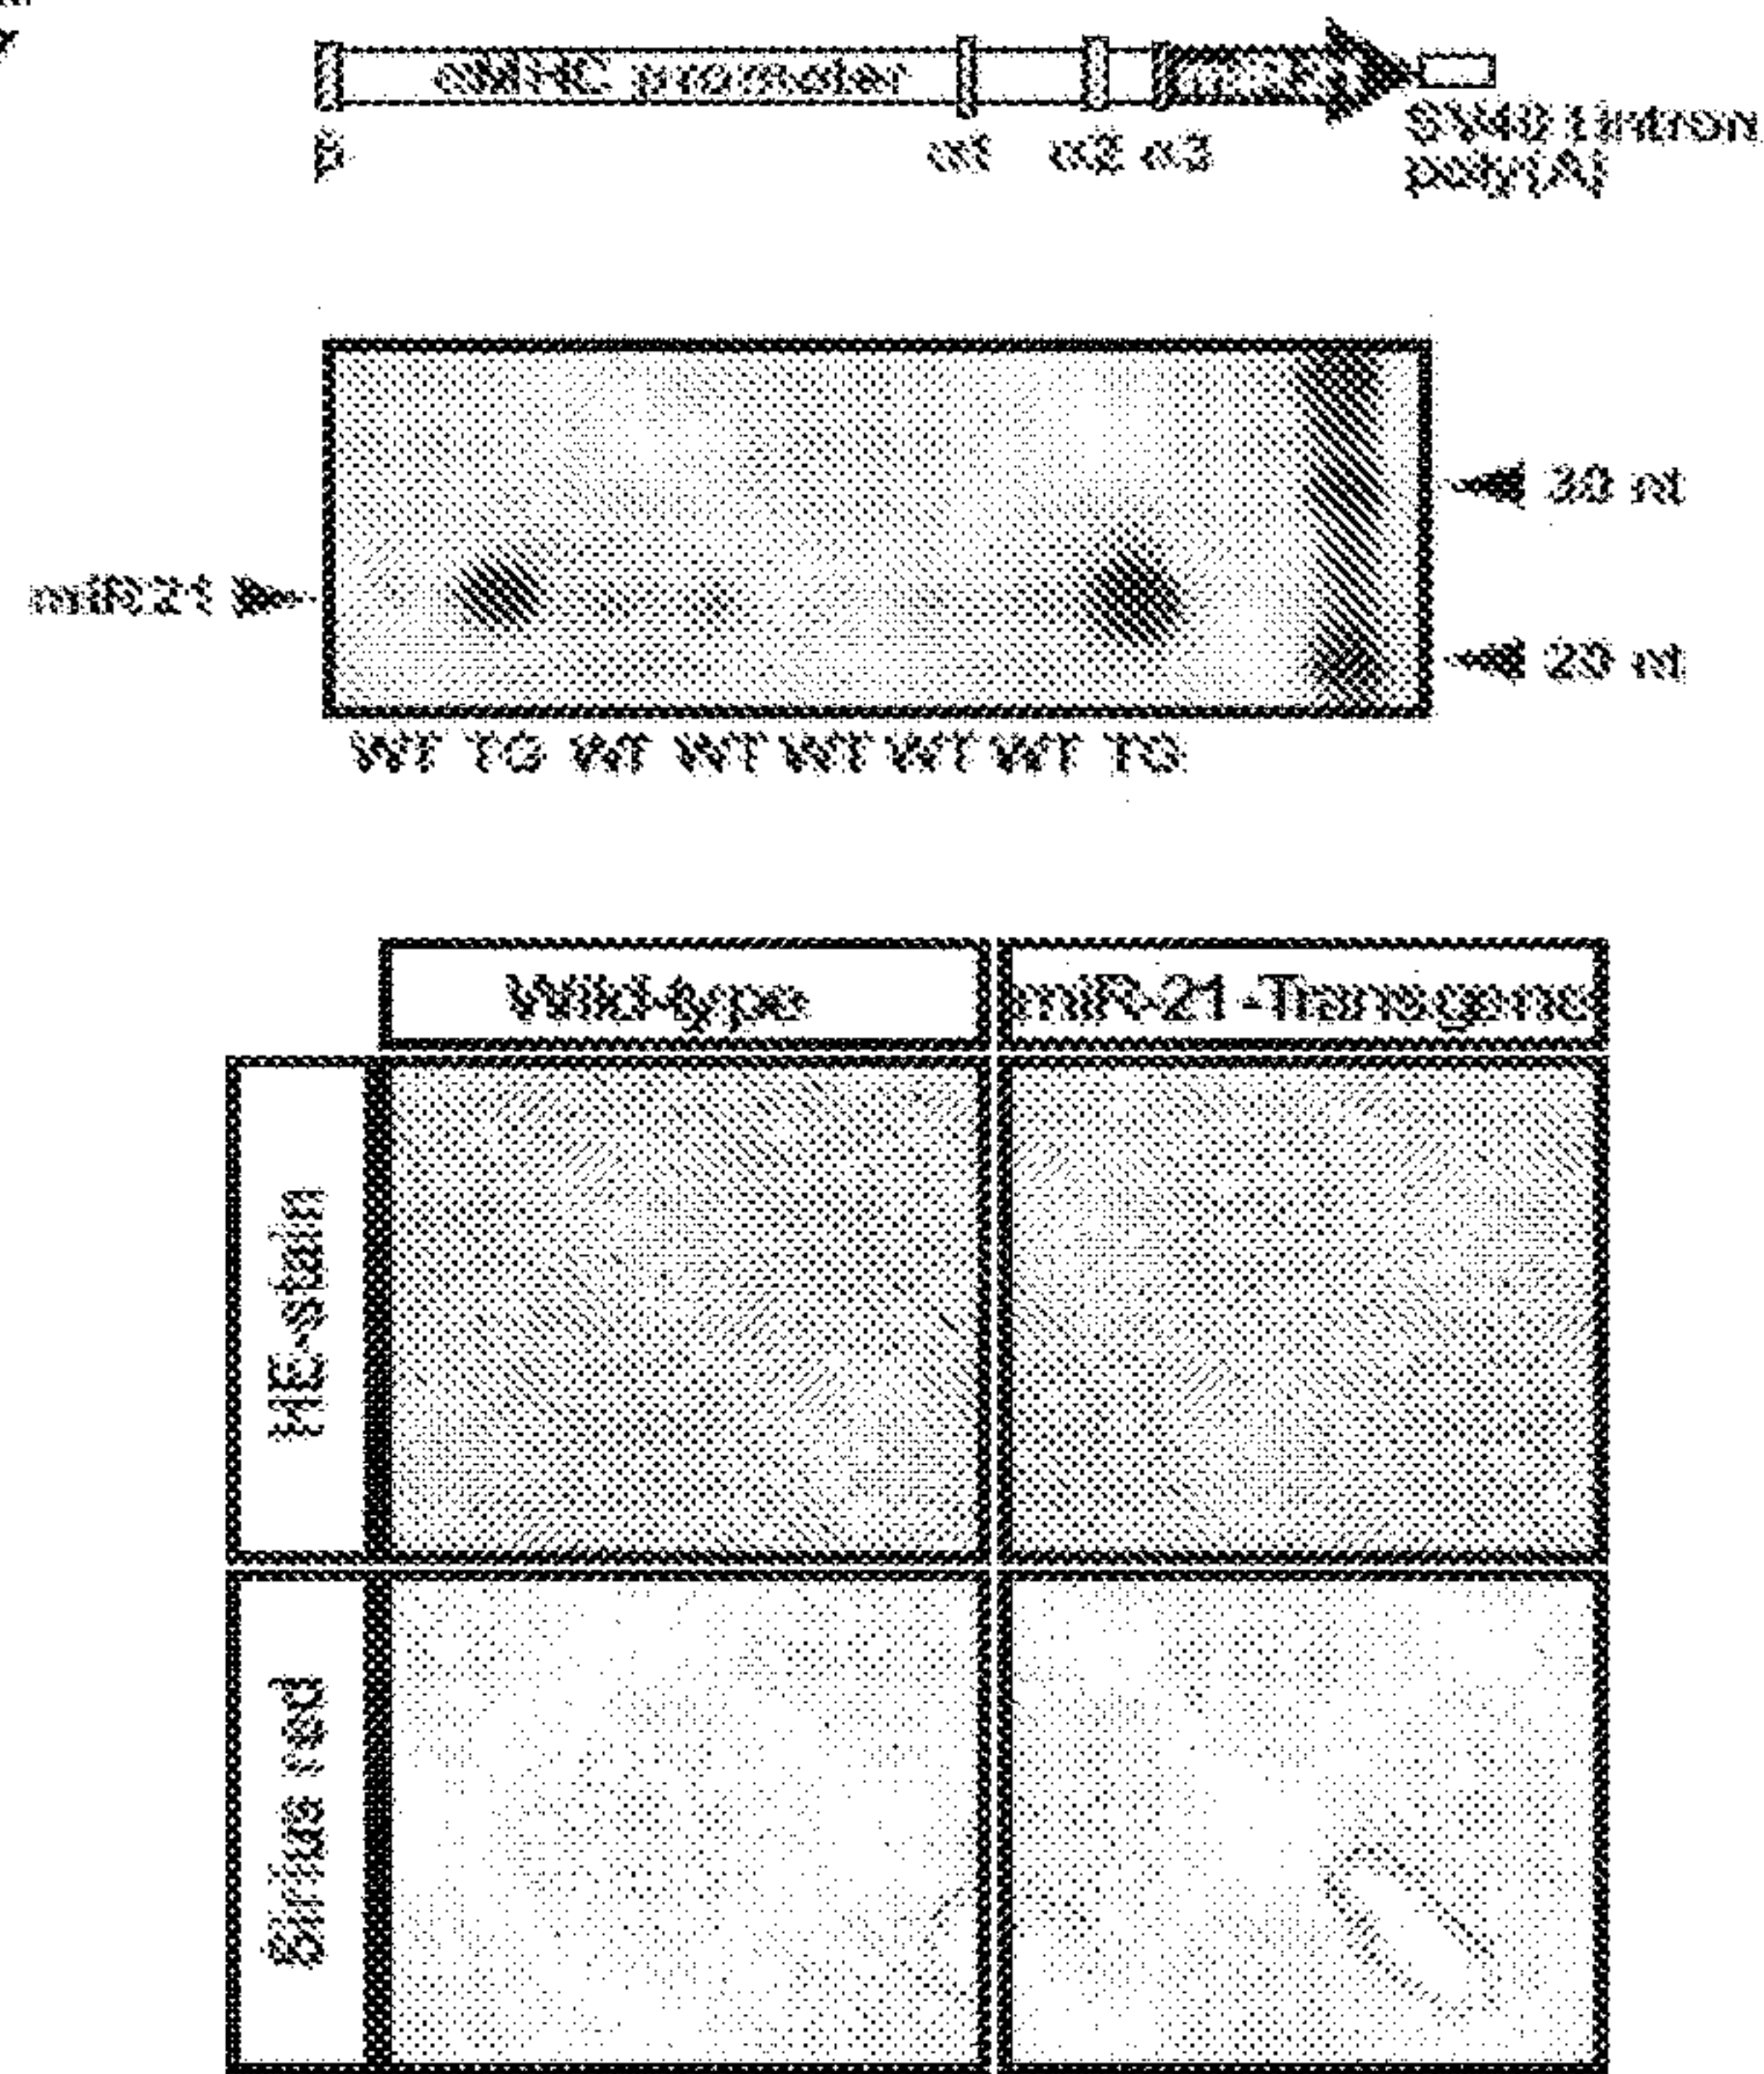 αMHC promoter
α1 α2 α3
SV40 t intron
poly(A)
30 nt
miR21
20 nt
WT TG WT WT WT WT WT TG
Wild-type miR-21-Transgene
HE-stain
Sirius red